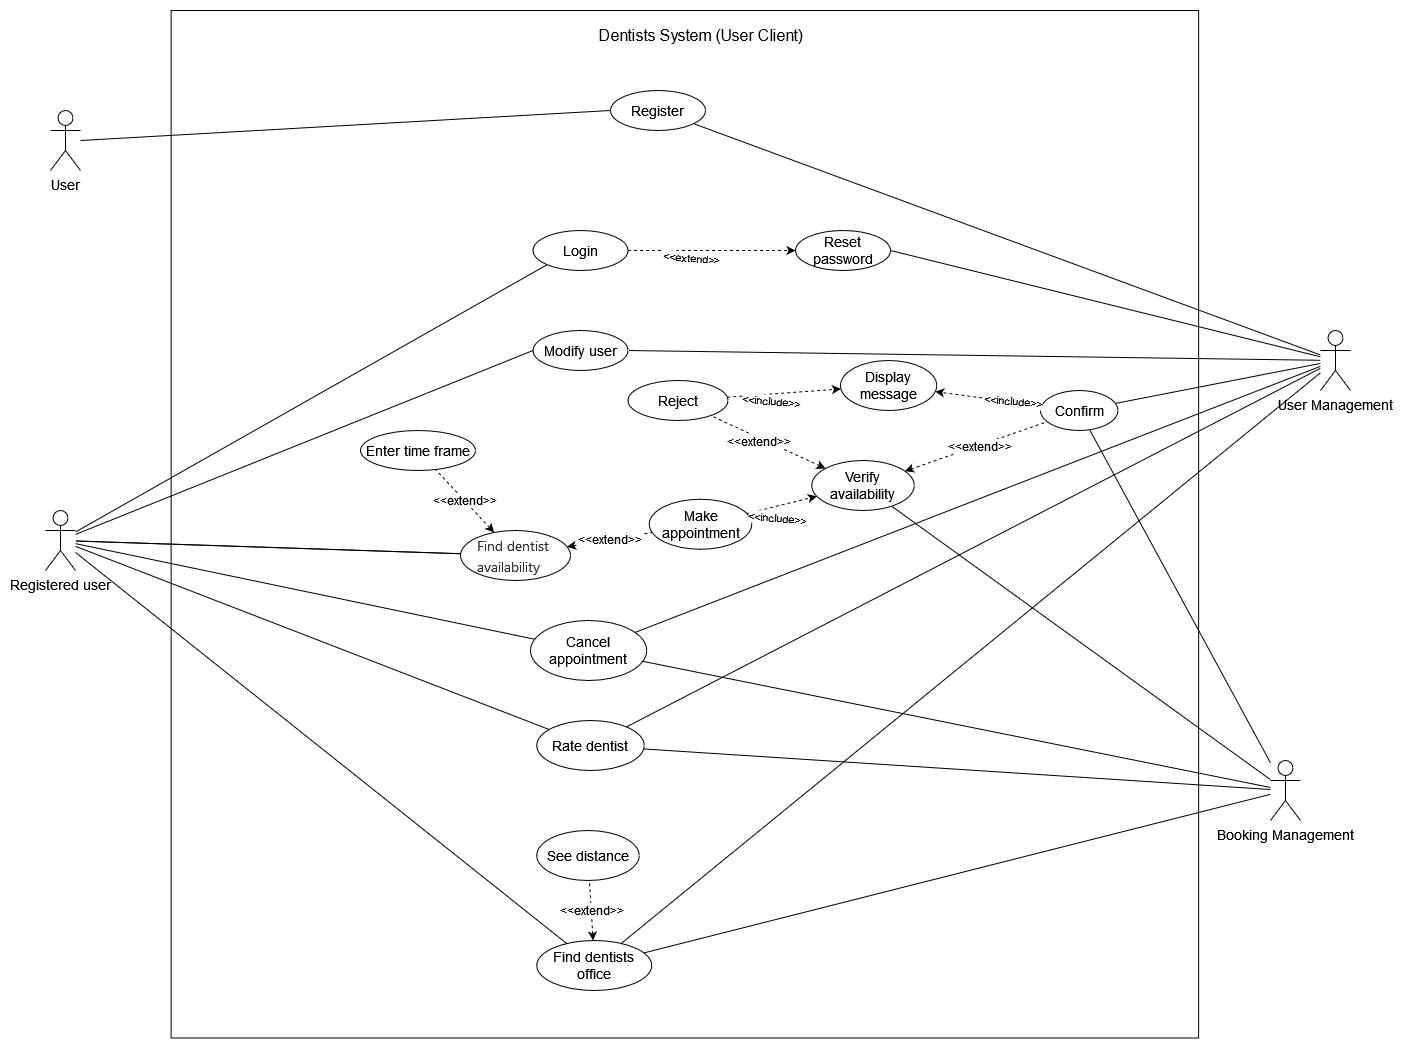 Dentists System (User Client)
Register
User
Login
<<extend>>
Reset
password
Modify user
Display
message
User Management
Reject
<<include>>
<<include>>
Confirm
<<extend>>
<<extend>>
Enter time frame
Verify
availability
<<extend>>
Make
appointment
<<include>>
<<extend>>
Find dentist
availability
Registered user
Cancel
appointment
Rate dentist
Booking Management
See distance
<<extend>>
Find dentists
office